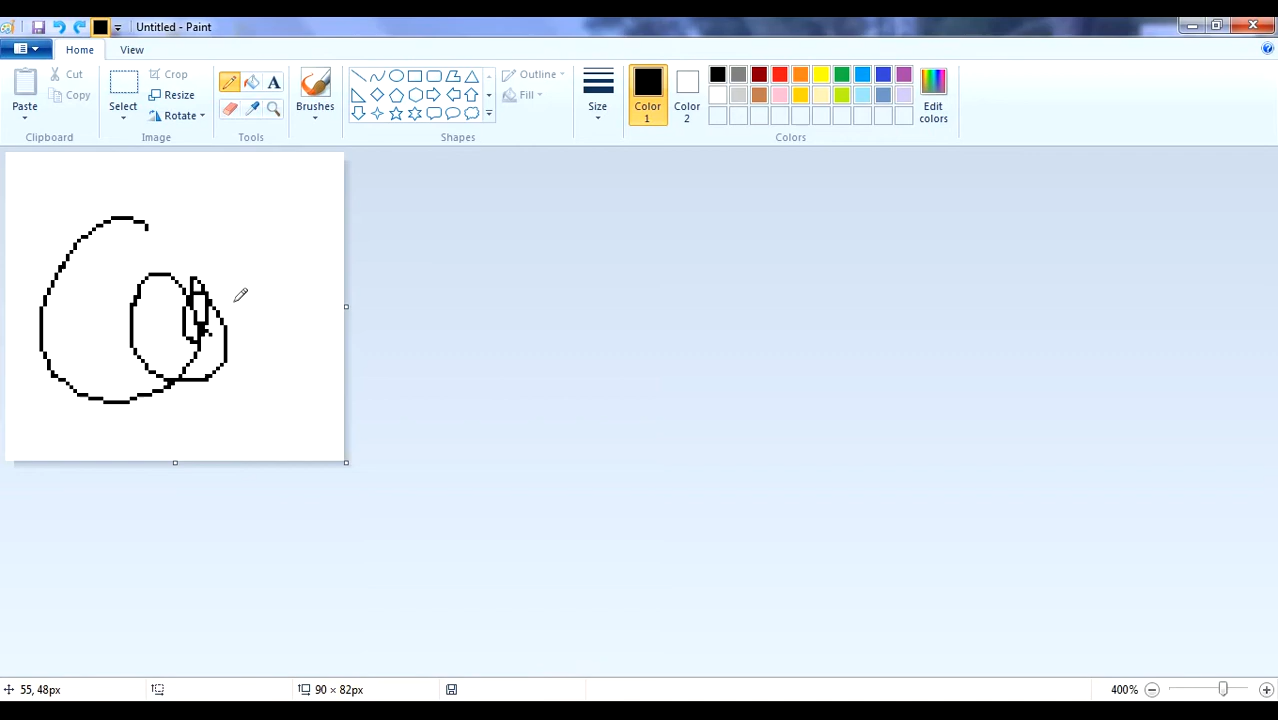 Untitled - Paint
Home View
Cut
Copy
Paste
Clipboard
Crop
Resize
Rotate
Select
Image
A
Tools
Brushes
Outline
Fill
Shapes
Size
Color 1
Color 2
Edit colors
Colors
55, 48px
90 × 82px
400%